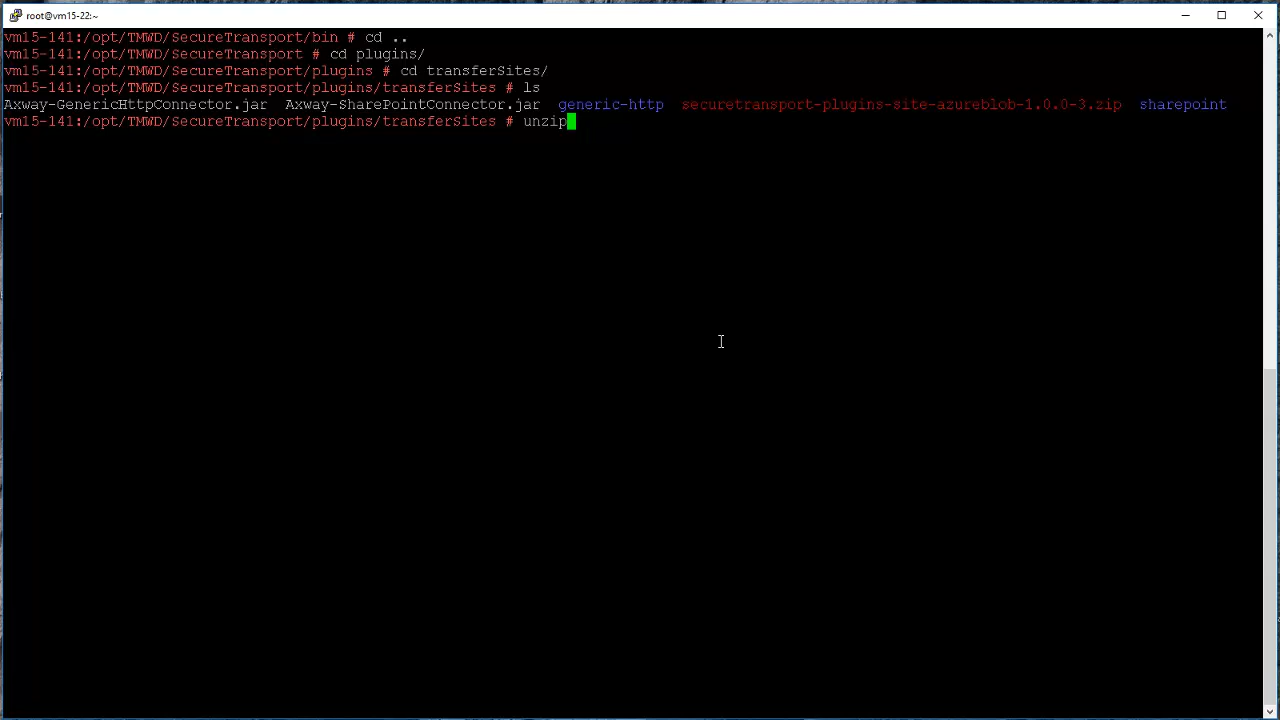 root@vm15-22:~
vm15-141:/opt/TMWD/SecureTransport/bin # cd ..
vm15-141:/opt/TMWD/SecureTransport # cd plugins/
vm15-141:/opt/TMWD/SecureTransport/plugins # cd transferSites/
vm15-141:/opt/TMWD/SecureTransport/plugins/transferSites # ls
Axway-GenericHttpConnector.jar  Axway-SharePointConnector.jar  generic-http  securetransport-plugins-site-azureblob-1.0.0-3.zip  sharepoint
vm15-141:/opt/TMWD/SecureTransport/plugins/transferSites # unzip